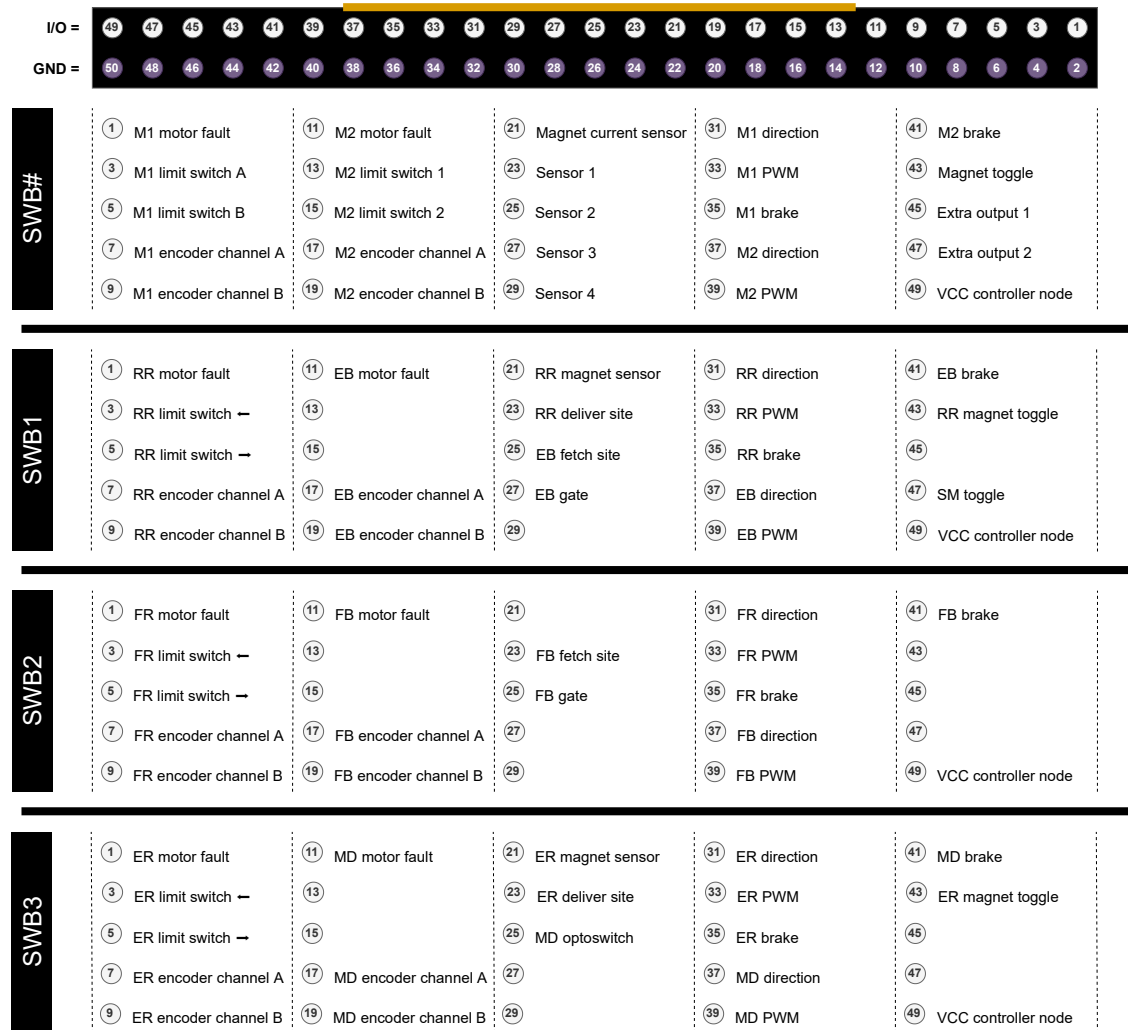 I/O = 49 47 45 43 41 39 37 35 33 31 29 27 25 23 21 19 17 15 13 11 9 7 5 3 1
GND = 50 48 46 44 42 40 38 36 34 32 30 28 26 24 22 20 18 16 14 12 10 8 6 4 2
SWB#
1 M1 motor fault 11 M2 motor fault 21 Magnet current sensor 31 M1 direction 41 M2 brake
3 M1 limit switch A 13 M2 limit switch 1 23 Sensor 1 33 M1 PWM 43 Magnet toggle
5 M1 limit switch B 15 M2 limit switch 2 25 Sensor 2 35 M1 brake 45 Extra output 1
7 M1 encoder channel A 17 M2 encoder channel A 27 Sensor 3 37 M2 direction 47 Extra output 2
9 M1 encoder channel B 19 M2 encoder channel B 29 Sensor 4 39 M2 PWM 49 VCC controller node
SWB1
1 RR motor fault 11 EB motor fault 21 RR magnet sensor 31 RR direction 41 EB brake
3 RR limit switch ← 13 23 RR deliver site 33 RR PWM 43 RR magnet toggle
5 RR limit switch → 15 25 EB fetch site 35 RR brake 45
7 RR encoder channel A 17 EB encoder channel A 27 EB gate 37 EB direction 47 SM toggle
9 RR encoder channel B 19 EB encoder channel B 29 39 EB PWM 49 VCC controller node
SWB2
1 FR motor fault 11 FB motor fault 21 31 FR direction 41 FB brake
3 FR limit switch ← 13 23 FB fetch site 33 FR PWM 43
5 FR limit switch → 15 25 FB gate 35 FR brake 45
7 FR encoder channel A 17 FB encoder channel A 27 37 FB direction 47
9 FR encoder channel B 19 FB encoder channel B 29 39 FB PWM 49 VCC controller node
SWB3
1 ER motor fault 11 MD motor fault 21 ER magnet sensor 31 ER direction 41 MD brake
3 ER limit switch ← 13 23 ER deliver site 33 ER PWM 43 ER magnet toggle
5 ER limit switch → 15 25 MD optoswitch 35 ER brake 45
7 ER encoder channel A 17 MD encoder channel A 27 37 MD direction 47
9 ER encoder channel B 19 MD encoder channel B 29 39 MD PWM 49 VCC controller node